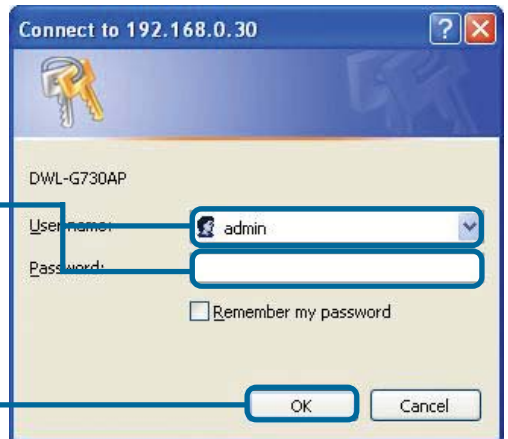 Connect to 192.168.0.30
DWL-G730AP
User name:
admin
Password:
Remember my password
OK
Cancel